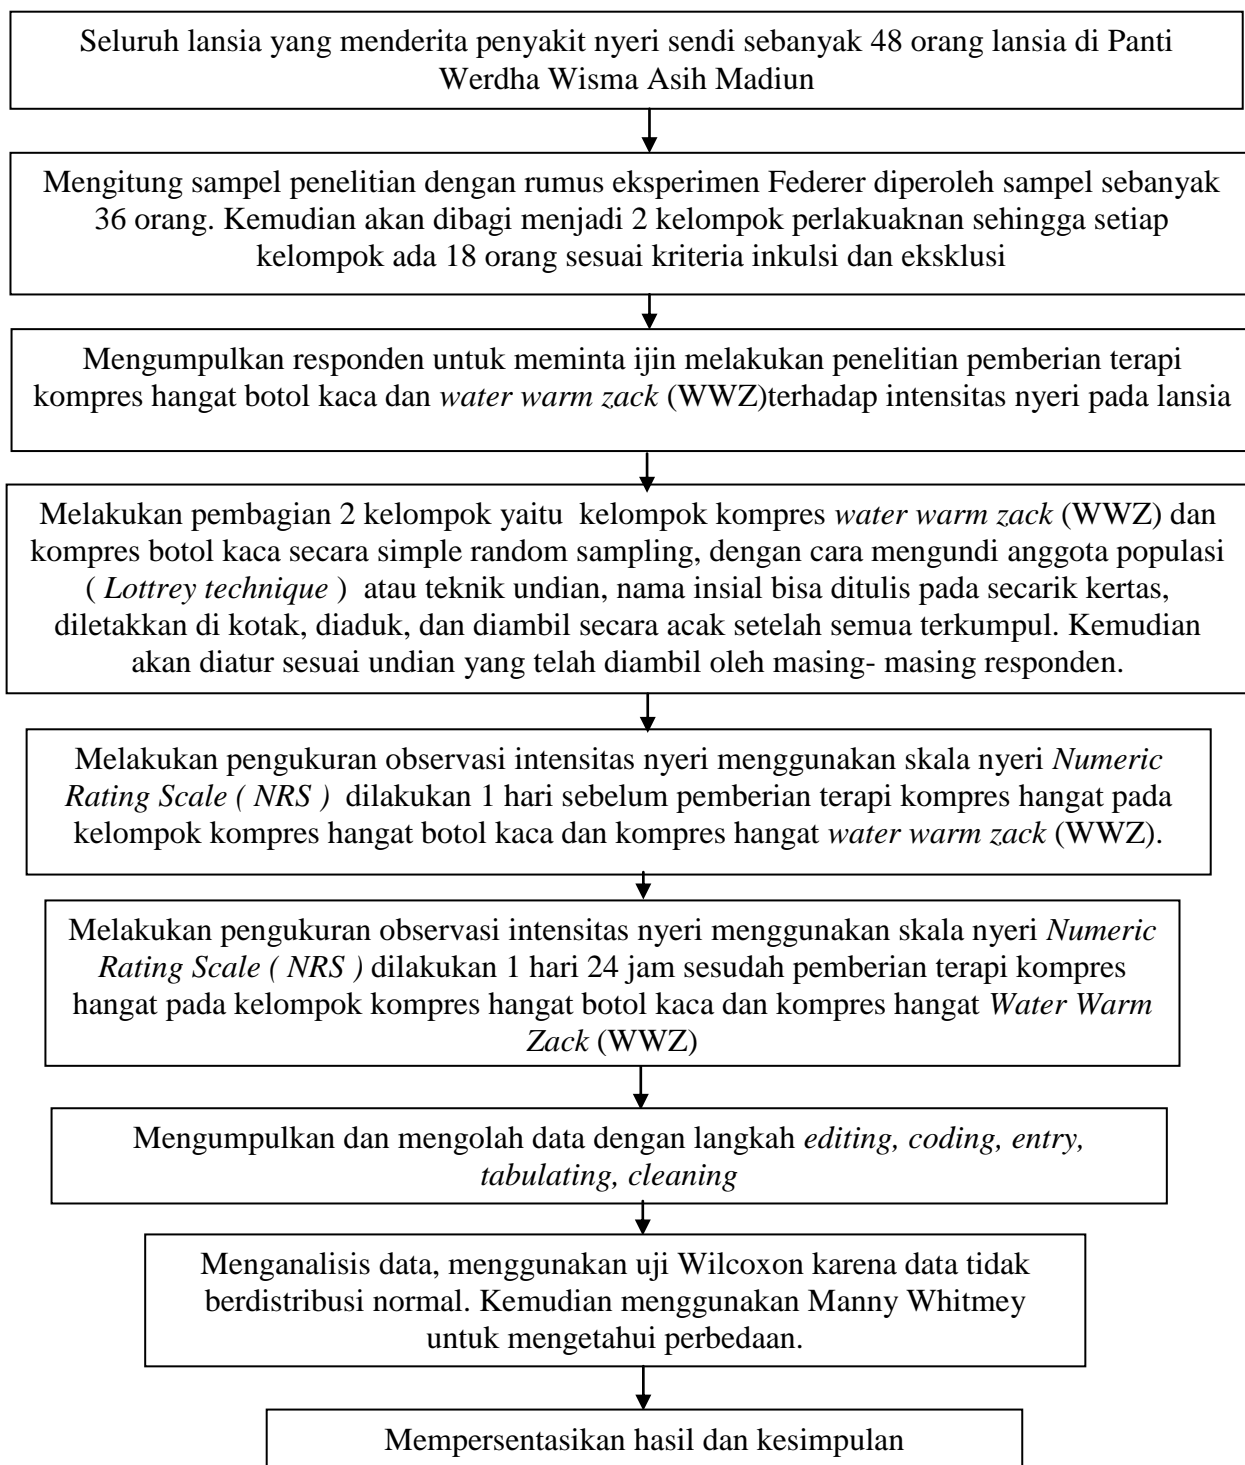 Seluruh lansia yang menderita penyakit nyeri sendi sebanyak 48 orang lansia di Panti
Werdha Wisma Asih Madiun
Mengitung sampel penelitian dengan rumus eksperimen Federer diperoleh sampel sebanyak
36 orang. Kemudian akan dibagi menjadi 2 kelompok perlakuaknan sehingga setiap
kelompok ada 18 orang sesuai kriteria inkulsi dan eksklusi
Mengumpulkan responden untuk meminta ijin melakukan penelitian pemberian terapi
kompres hangat botol kaca dan water warm zack (WWZ)terhadap intensitas nyeri pada lansia
Melakukan pembagian 2 kelompok yaitu kelompok kompres water warm zack (WWZ) dan
kompres botol kaca secara simple random sampling, dengan cara mengundi anggota populasi
( Lottrey technique ) atau teknik undian, nama insial bisa ditulis pada secarik kertas,
diletakkan di kotak, diaduk, dan diambil secara acak setelah semua terkumpul. Kemudian
akan diatur sesuai undian yang telah diambil oleh masing- masing responden.
Melakukan pengukuran observasi intensitas nyeri menggunakan skala nyeri Numeric
Rating Scale ( NRS ) dilakukan 1 hari sebelum pemberian terapi kompres hangat pada
kelompok kompres hangat botol kaca dan kompres hangat water warm zack (WWZ).
Melakukan pengukuran observasi intensitas nyeri menggunakan skala nyeri Numeric
Rating Scale ( NRS ) dilakukan 1 hari 24 jam sesudah pemberian terapi kompres
hangat pada kelompok kompres hangat botol kaca dan kompres hangat Water Warm
Zack (WWZ)
Mengumpulkan dan mengolah data dengan langkah editing, coding, entry,
tabulating, cleaning
Menganalisis data, menggunakan uji Wilcoxon karena data tidak
berdistribusi normal. Kemudian menggunakan Manny Whitmey
untuk mengetahui perbedaan.
Mempersentasikan hasil dan kesimpulan